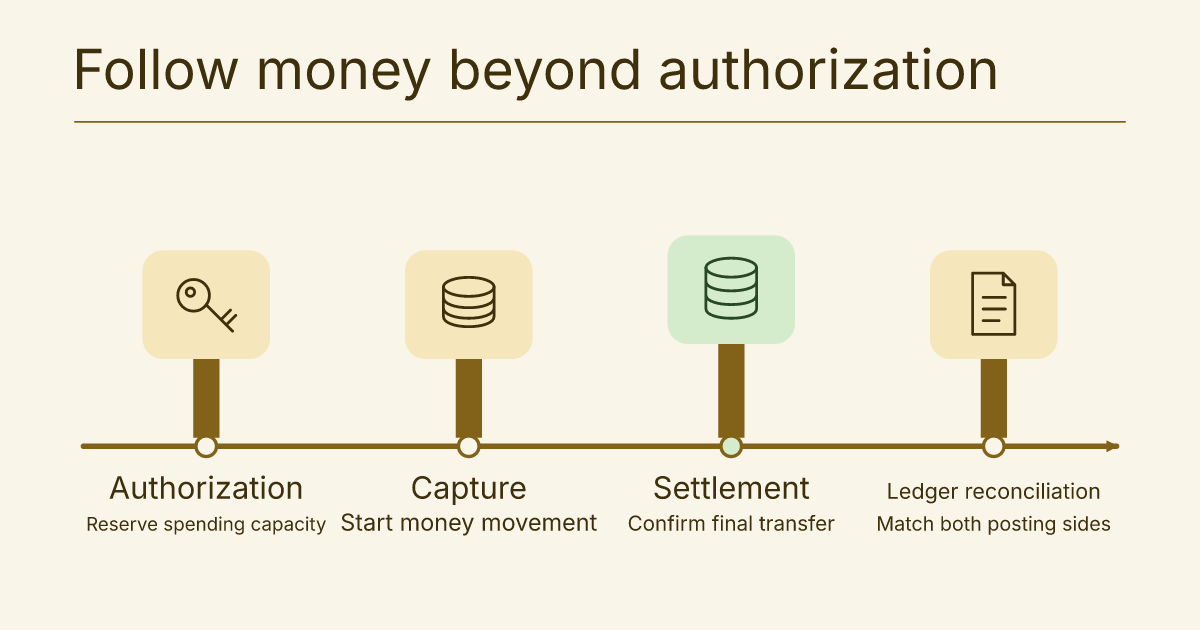 Follow money beyond authorization
Authorization
Reserve spending capacity
Capture
Start money movement
Settlement
Confirm final transfer
Ledger reconciliation
Match both posting sides